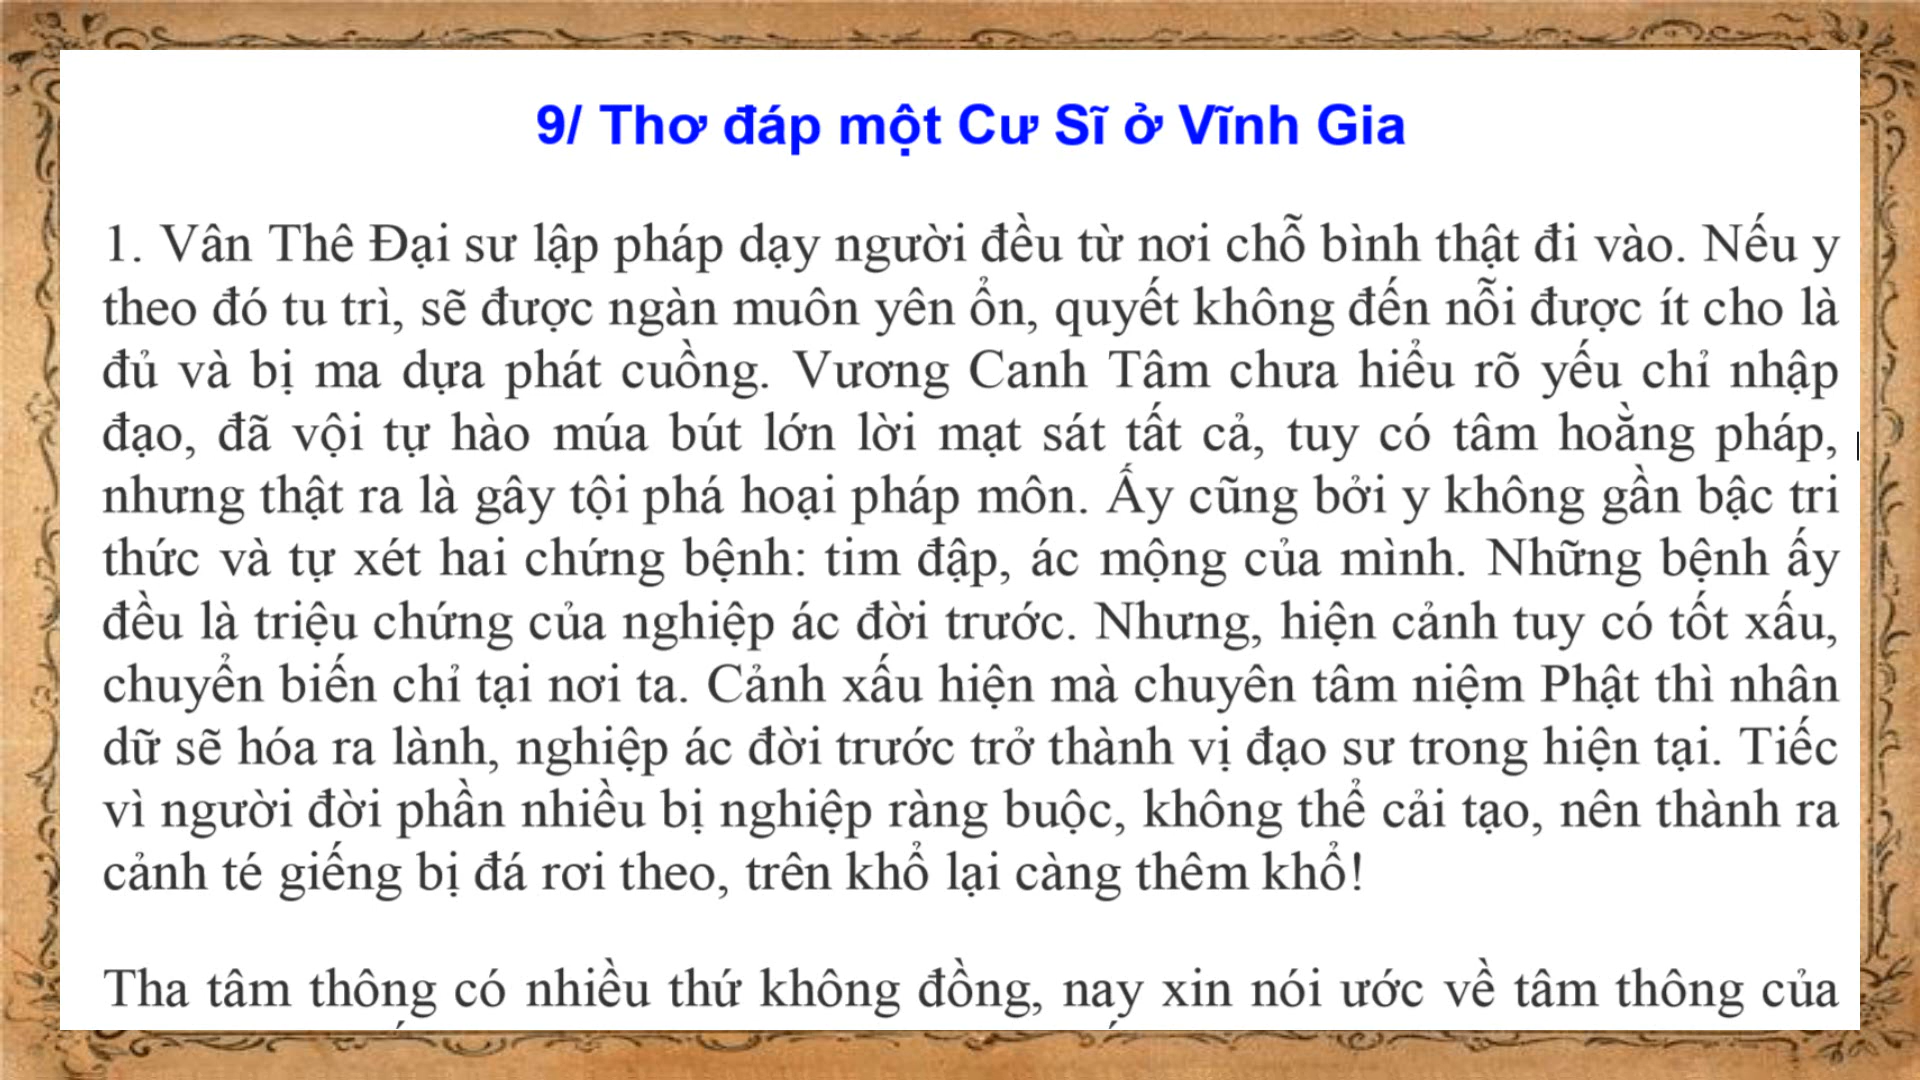 9/ Thơ đáp một Cư Sĩ ở Vĩnh Gia
1. Vân Thê Đại sư lập pháp dạy người đều từ nơi chỗ bình thật đi vào. Nếu y
theo đó tu trì, sẽ được ngàn muôn yên ổn, quyết không đến nỗi được ít cho là
đủ và bị ma dựa phát cuồng. Vương Canh Tâm chưa hiểu rõ yếu chỉ nhập
đạo, đã vội tự hào múa bút lớn lời mạt sát tất cả, tuy có tâm hoằng pháp,
nhưng thật ra là gây tội phá hoại pháp môn. Ấy cũng bởi y không gần bậc tri
thức và tự xét hai chứng bệnh: tim đập, ác mộng của mình. Những bệnh ấy
đều là triệu chứng của nghiệp ác đời trước. Nhưng, hiện cảnh tuy có tốt xấu,
chuyển biến chỉ tại nơi ta. Cảnh xấu hiện mà chuyên tâm niệm Phật thì nhân
dữ sẽ hóa ra lành, nghiệp ác đời trước trở thành vị đạo sư trong hiện tại. Tiếc
vì người đời phần nhiều bị nghiệp ràng buộc, không thể cải tạo, nên thành ra
cảnh té giếng bị đá rơi theo, trên khổ lại càng thêm khổ!
Tha tâm thông có nhiều thứ không đồng, nay xin nói ước về tâm thông của